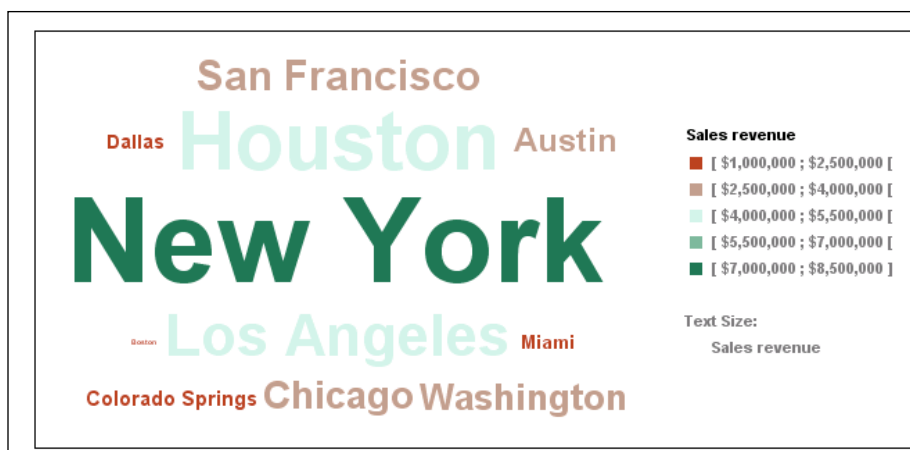 San Francisco
Dallas Houston Austin
New York
Boston Los Angeles Miami
Colorado Springs Chicago Washington
Sales revenue
[ $1,000,000 ; $2,500,000 [
[ $2,500,000 ; $4,000,000 [
[ $4,000,000 ; $5,500,000 [
[ $5,500,000 ; $7,000,000 [
[ $7,000,000 ; $8,500,000 ]
Text Size:
Sales revenue